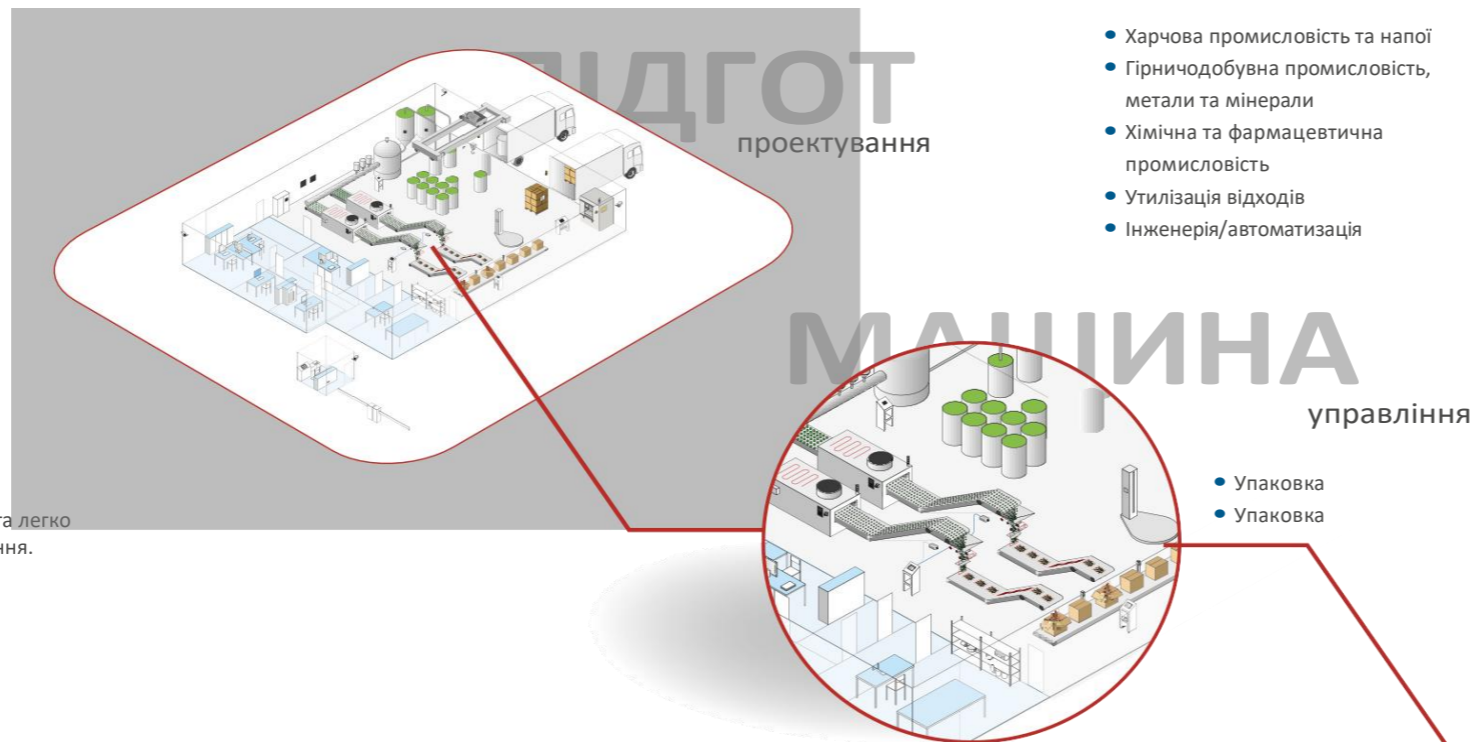 ПІДГОТ
проектування
• Харчова промисловість та напої
• Гірничодобувна промисловість,
метали та мінерали
• Хімічна та фармацевтична
промисловість
• Утилізація відходів
• Інженерія/автоматизація
МАШИНА
управління
• Упаковка
• Упаковка
та легко
ння.